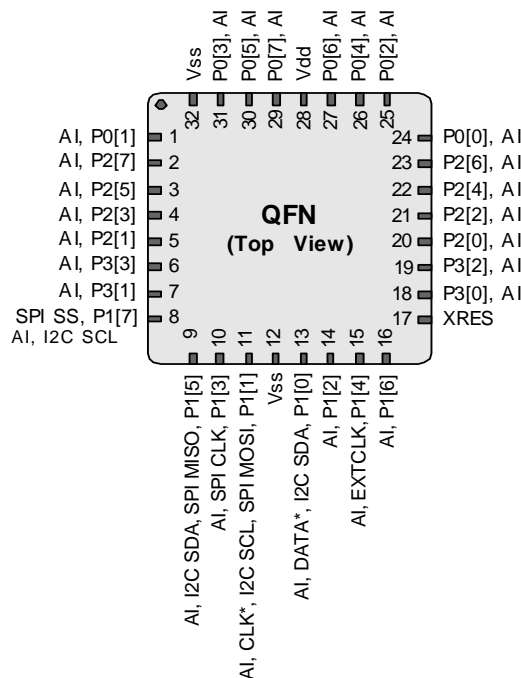 Vss
P0[3], AI
P0[5], AI
P0[7], AI
Vdd
P0[6], AI
P0[4], AI
P0[2], AI
32
31
30
29
28
27
26
25
AI, P0[1]
1
AI, P2[7]
2
AI, P2[5]
3
AI, P2[3]
4
AI, P2[1]
5
AI, P3[3]
6
AI, P3[1]
7
SPI SS, P1[7]
8
AI, I2C SCL
QFN
(Top View)
24
P0[0], AI
23
P2[6], AI
22
P2[4], AI
21
P2[2], AI
20
P2[0], AI
19
P3[2], AI
18
P3[0], AI
17
XRES
9
10
11
12
13
14
15
16
AI, I2C SDA, SPI MISO, P1[5]
AI, SPI CLK, P1[3]
AI, CLK*, I2C SCL, SPI MOSI, P1[1]
Vss
AI, DATA*, I2C SDA, P1[0]
AI, P1[2]
AI, EXTCLK, P1[4]
AI, P1[6]